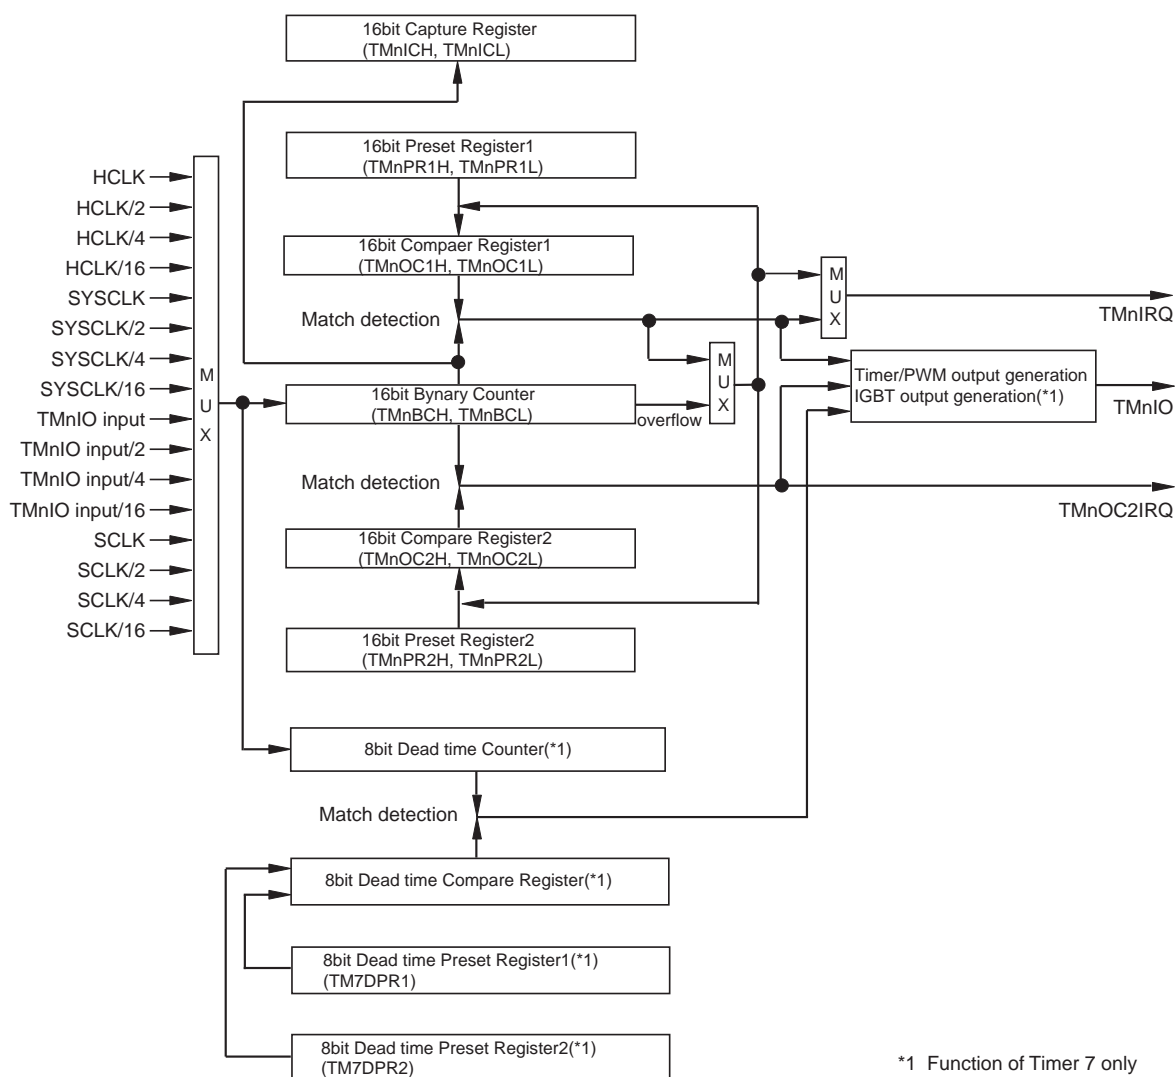 16bit Capture Register
(TMnICH, TMnICL)
16bit Preset Register1
(TMnPR1H, TMnPR1L)
HCLK
HCLK/2
HCLK/4
HCLK/16
SYSCLK
SYSCLK/2
SYSCLK/4
SYSCLK/16
TMnIO input
TMnIO input/2
TMnIO input/4
TMnIO input/16
SCLK
SCLK/2
SCLK/4
SCLK/16
M
U
X
16bit Compaer Register1
(TMnOC1H, TMnOC1L)
Match detection
16bit Bynary Counter
(TMnBCH, TMnBCL)
overflow
M
U
X
M
U
X
TMnIRQ
Timer/PWM output generation
IGBT output generation(*1)
TMnIO
Match detection
TMnOC2IRQ
16bit Compare Register2
(TMnOC2H, TMnOC2L)
16bit Preset Register2
(TMnPR2H, TMnPR2L)
8bit Dead time Counter(*1)
Match detection
8bit Dead time Compare Register(*1)
8bit Dead time Preset Register1(*1)
(TM7DPR1)
8bit Dead time Preset Register2(*1)
(TM7DPR2)
*1 Function of Timer 7 only